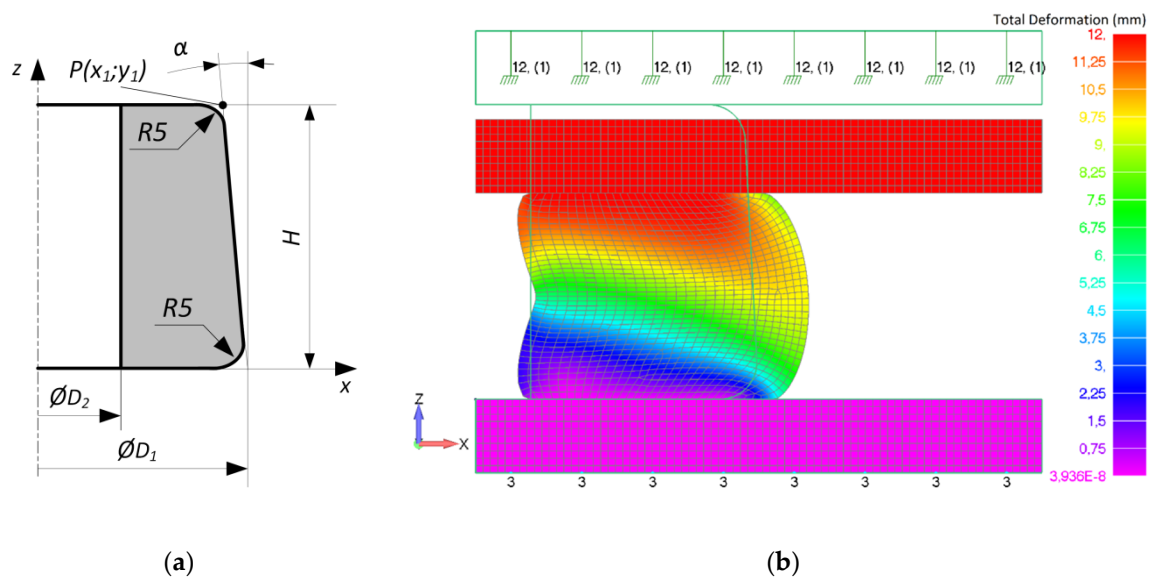 α
z
P(x₁;y₁)
R5
H
R5
x
ØD₂
ØD₁
(a)
Total Deformation (mm)
12, (1) 12, (1) 12, (1) 12, (1) 12, (1) 12, (1) 12, (1) 12, (1)
12,
11,25
10,5
9,75
9,
8,25
7,5
6,75
6,
5,25
4,5
3,75
3,
2,25
1,5
0,75
3,936E-8
Z
X
3 3 3 3 3 3 3 3
(b)